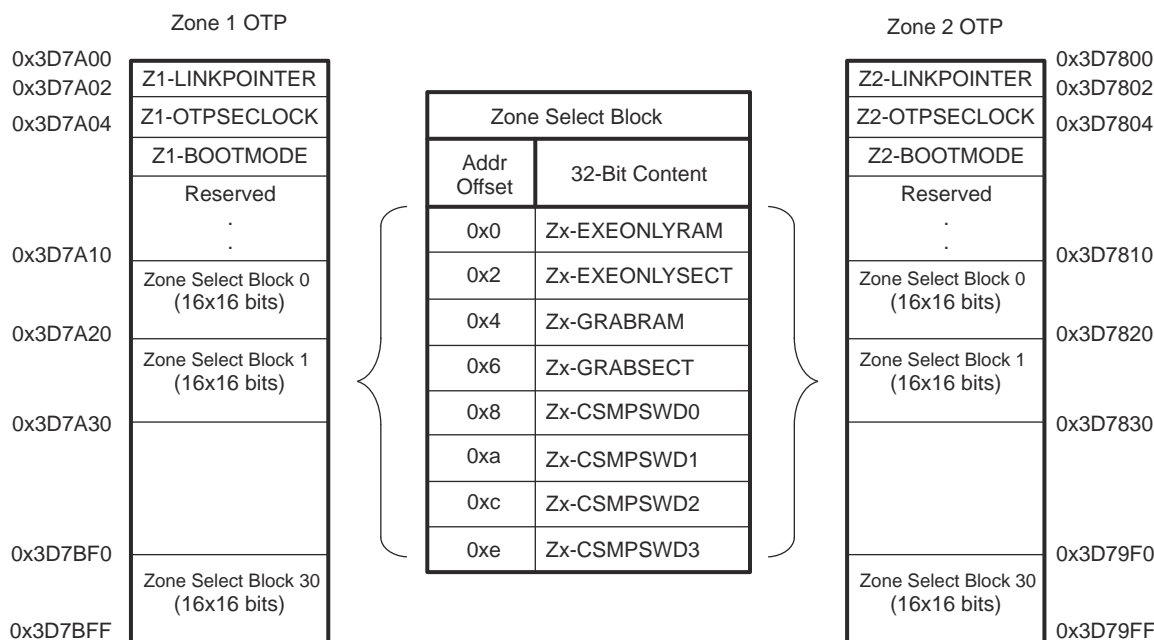 Zone 1 OTP
0x3D7A00
0x3D7A02
0x3D7A04
0x3D7A10
0x3D7A20
0x3D7A30
0x3D7BF0
0x3D7BFF
Z1-LINKPOINTER
Z1-OTPSECLOCK
Z1-BOOTMODE
Reserved
.
.
Zone Select Block 0
(16x16 bits)
Zone Select Block 1
(16x16 bits)
Zone Select Block 30
(16x16 bits)
Zone Select Block
Addr Offset 32-Bit Content
0x0 Zx-EXEONLYRAM
0x2 Zx-EXEONLYSECT
0x4 Zx-GRABRAM
0x6 Zx-GRABSECT
0x8 Zx-CSMPSWD0
0xa Zx-CSMPSWD1
0xc Zx-CSMPSWD2
0xe Zx-CSMPSWD3
Zone 2 OTP
Z2-LINKPOINTER
Z2-OTPSECLOCK
Z2-BOOTMODE
Reserved
.
.
Zone Select Block 0
(16x16 bits)
Zone Select Block 1
(16x16 bits)
Zone Select Block 30
(16x16 bits)
0x3D7800
0x3D7802
0x3D7804
0x3D7810
0x3D7820
0x3D7830
0x3D79F0
0x3D79FF